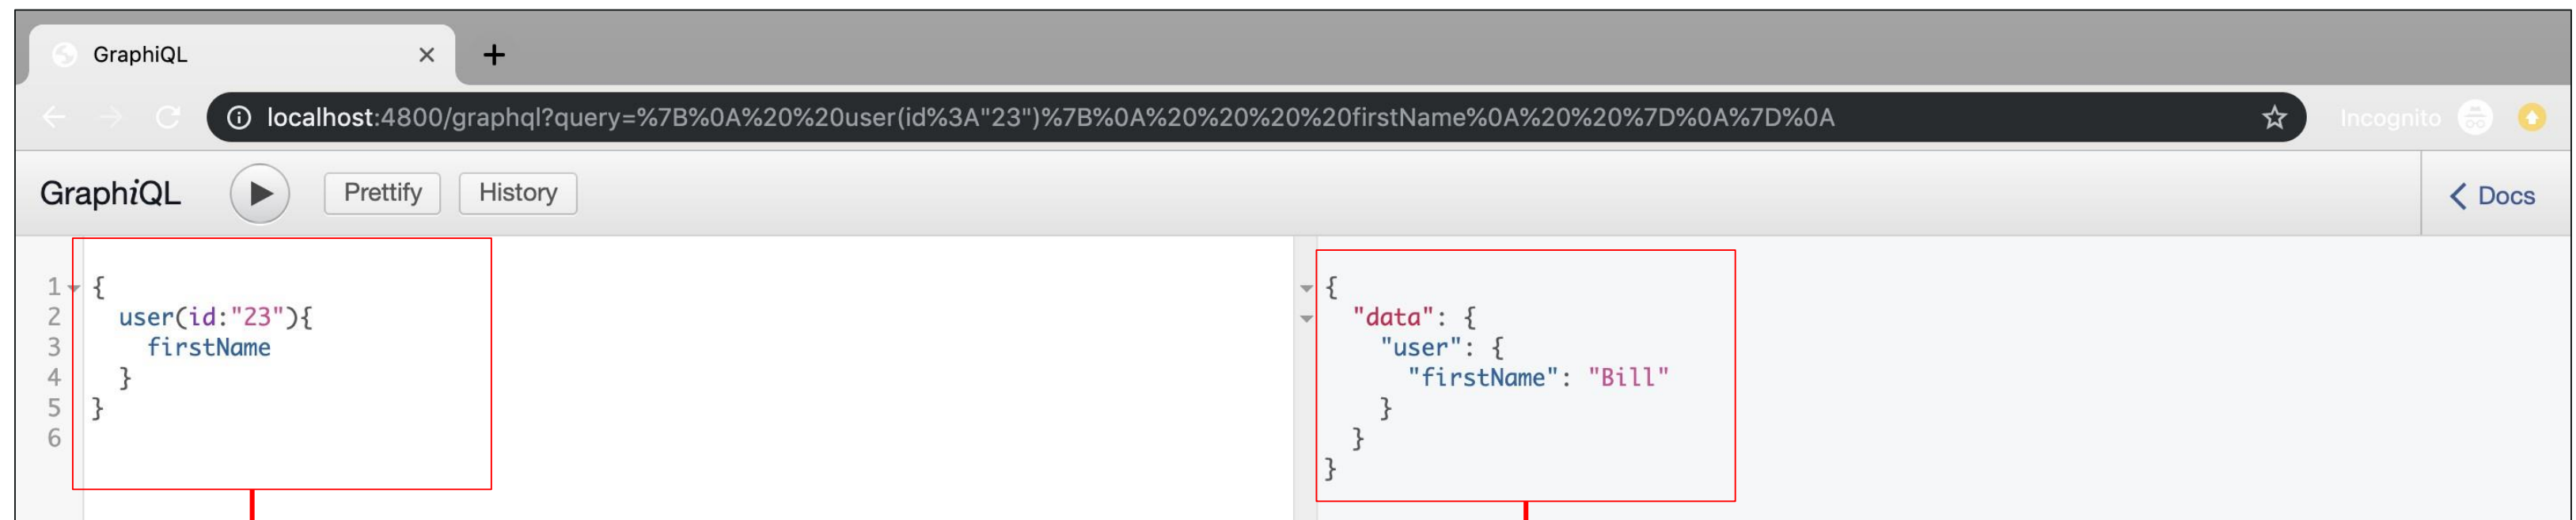 GraphiQL
localhost:4800/graphql?query=%7B%0A%20%20user(id%3A"23")%7B%0A%20%20%20%20firstName%0A%20%20%7D%0A%7D%0A
Incognito
GraphiQL Prettify History
Docs
1 {
2 user(id:"23"){
3 firstName
4 }
5 }
6
{
"data": {
"user": {
"firstName": "Bill"
}
}
}